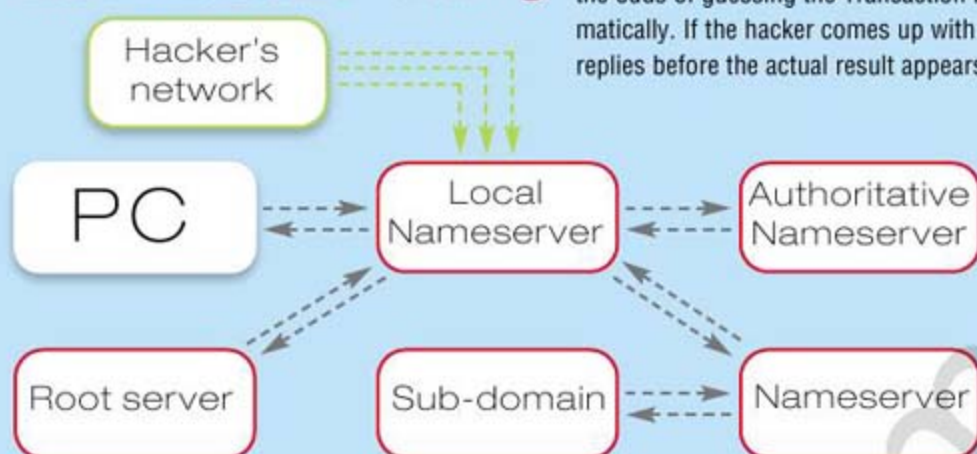 matically. If the hacker comes up with
replies before the actual result appears
Hacker's
network
PC
Local
Nameserver
Authoritative
Nameserver
Root server
Sub-domain
Nameserver